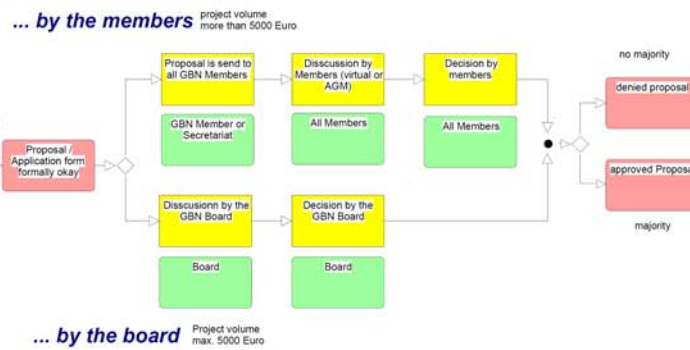 ... by the members
project volume
more than 5000 Euro
Proposal is send to
all GBN Members
Disscussion by
Members (virtual or
AGM)
Decision by
members
no majority
denied proposal
GBN Member or
Secretariat
All Members
All Members
Proposal /
Application form
formally okay
approved Proposa
Disscusionn by the
GBN Board
Decision by the
GBN Board
majority
Board
Board
... by the board
Project volume
max. 5000 Euro